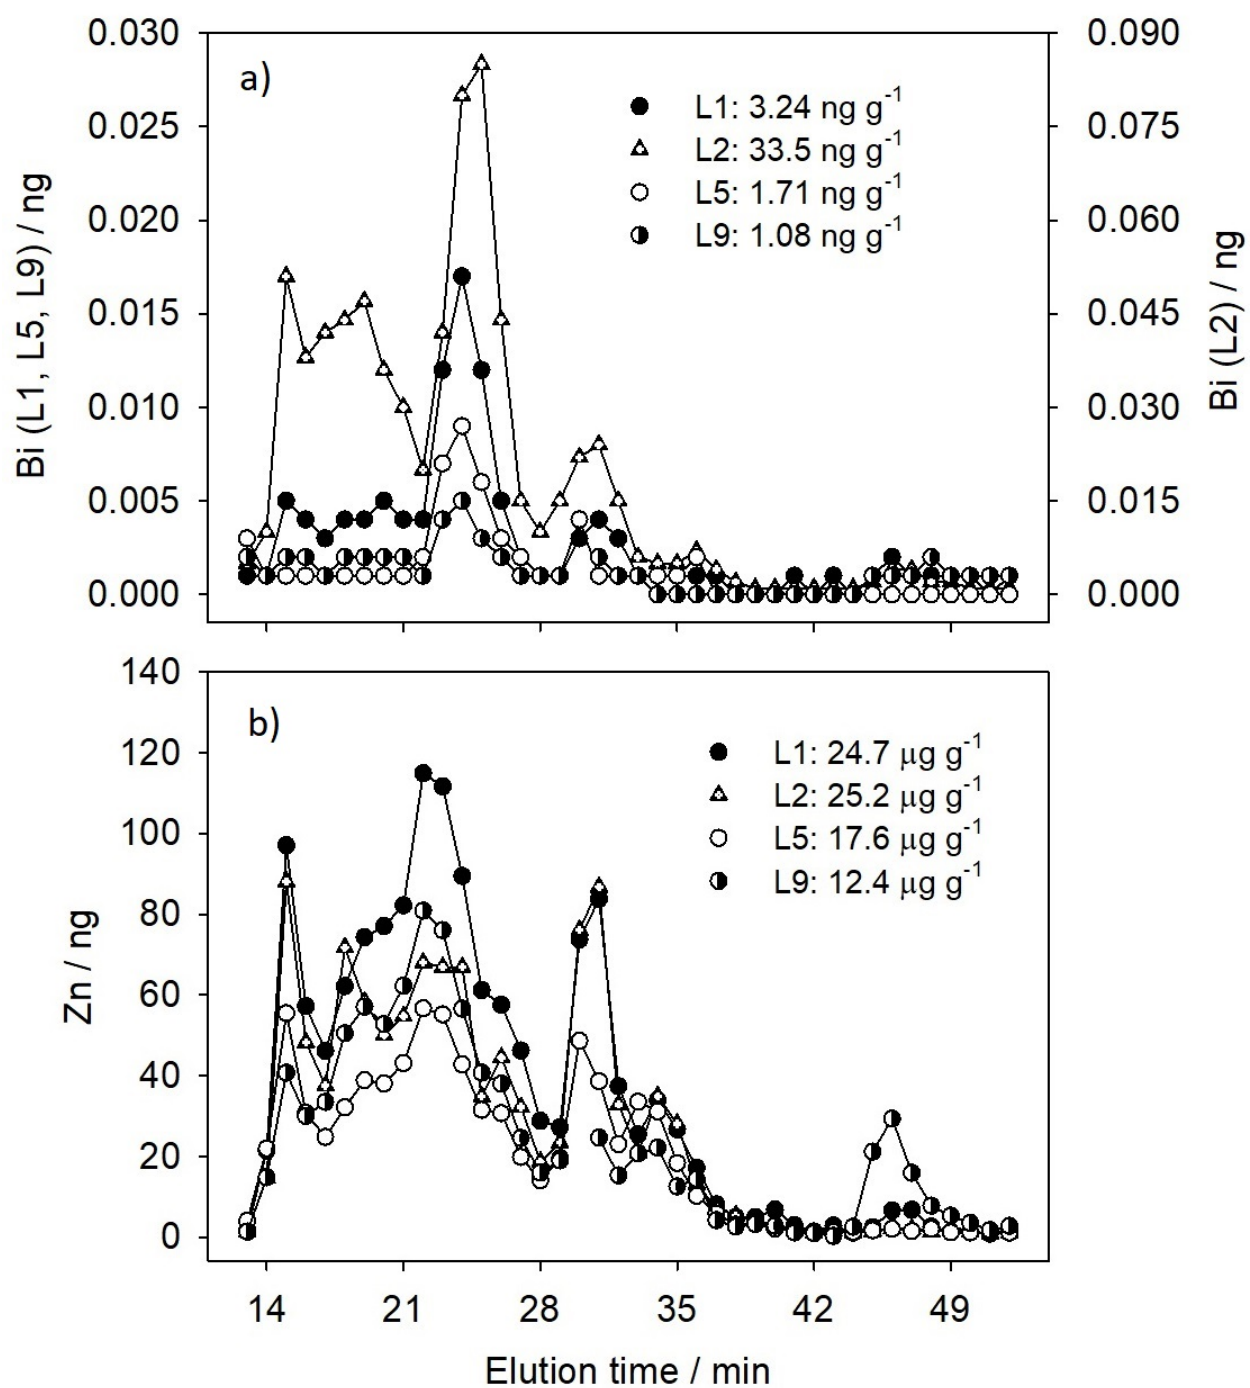 0.030
0.025
0.020
0.015
0.010
0.005
0.000
Bi (L1, L5, L9) / ng
a)
L1: 3.24 ng g⁻¹
L2: 33.5 ng g⁻¹
L5: 1.71 ng g⁻¹
L9: 1.08 ng g⁻¹
0.090
0.075
0.060
0.045
0.030
0.015
0.000
Bi (L2) / ng
140
120
100
80
60
40
20
0
Zn / ng
b)
L1: 24.7 µg g⁻¹
L2: 25.2 µg g⁻¹
L5: 17.6 µg g⁻¹
L9: 12.4 µg g⁻¹
14 21 28 35 42 49
Elution time / min